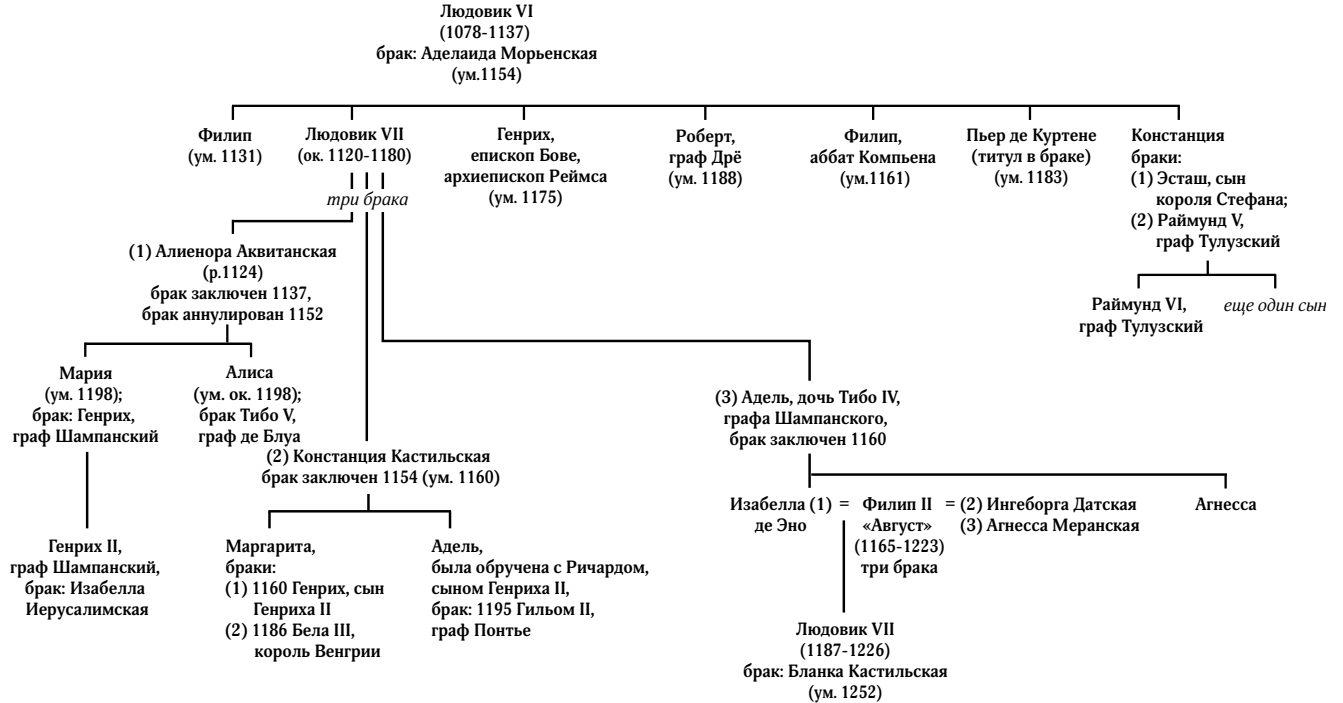 Людовик VI
(1078-1137)
брак: Аделаида Морьенская
(ум.1154)
Филип
(ум. 1131)
Людовик VII
(ок. 1120-1180)
Генрих,
епископ Бове,
архиепископ Реймса
(ум. 1175)
Роберт,
граф Дрё
(ум. 1188)
Филип,
аббат Компьена
(ум.1161)
Пьер де Куртене
(титул в браке)
(ум. 1183)
Констанция
браки:
(1) Эсташ, сын
короля Стефана;
(2) Раймунд V,
граф Тулузский
три брака
(1) Алиенора Аквитанская
(р.1124)
брак заключен 1137,
брак аннулирован 1152
Раймунд VI,
граф Тулузский
еще один сын
Мария
(ум. 1198);
брак: Генрих,
граф Шампанский
Алиса
(ум. ок. 1198);
брак Тибо V,
граф де Блуа
(3) Адель, дочь Тибо IV,
графа Шампанского,
брак заключен 1160
(2) Констанция Кастильская
брак заключен 1154 (ум. 1160)
Изабелла (1) =
де Эно
Филип II
«Август»
(1165-1223)
три брака
= (2) Ингеборга Датская
(3) Агнесса Меранская
Агнесса
Генрих II,
граф Шампанский,
брак: Изабелла
Иерусалимская
Маргарита,
браки:
(1) 1160 Генрих, сын
Генриха II
(2) 1186 Бела III,
король Венгрии
Адель,
была обручена с Ричардом,
сыном Генриха II,
брак: 1195 Гильом II,
граф Понтье
Людовик VII
(1187-1226)
брак: Бланка Кастильская
(ум. 1252)